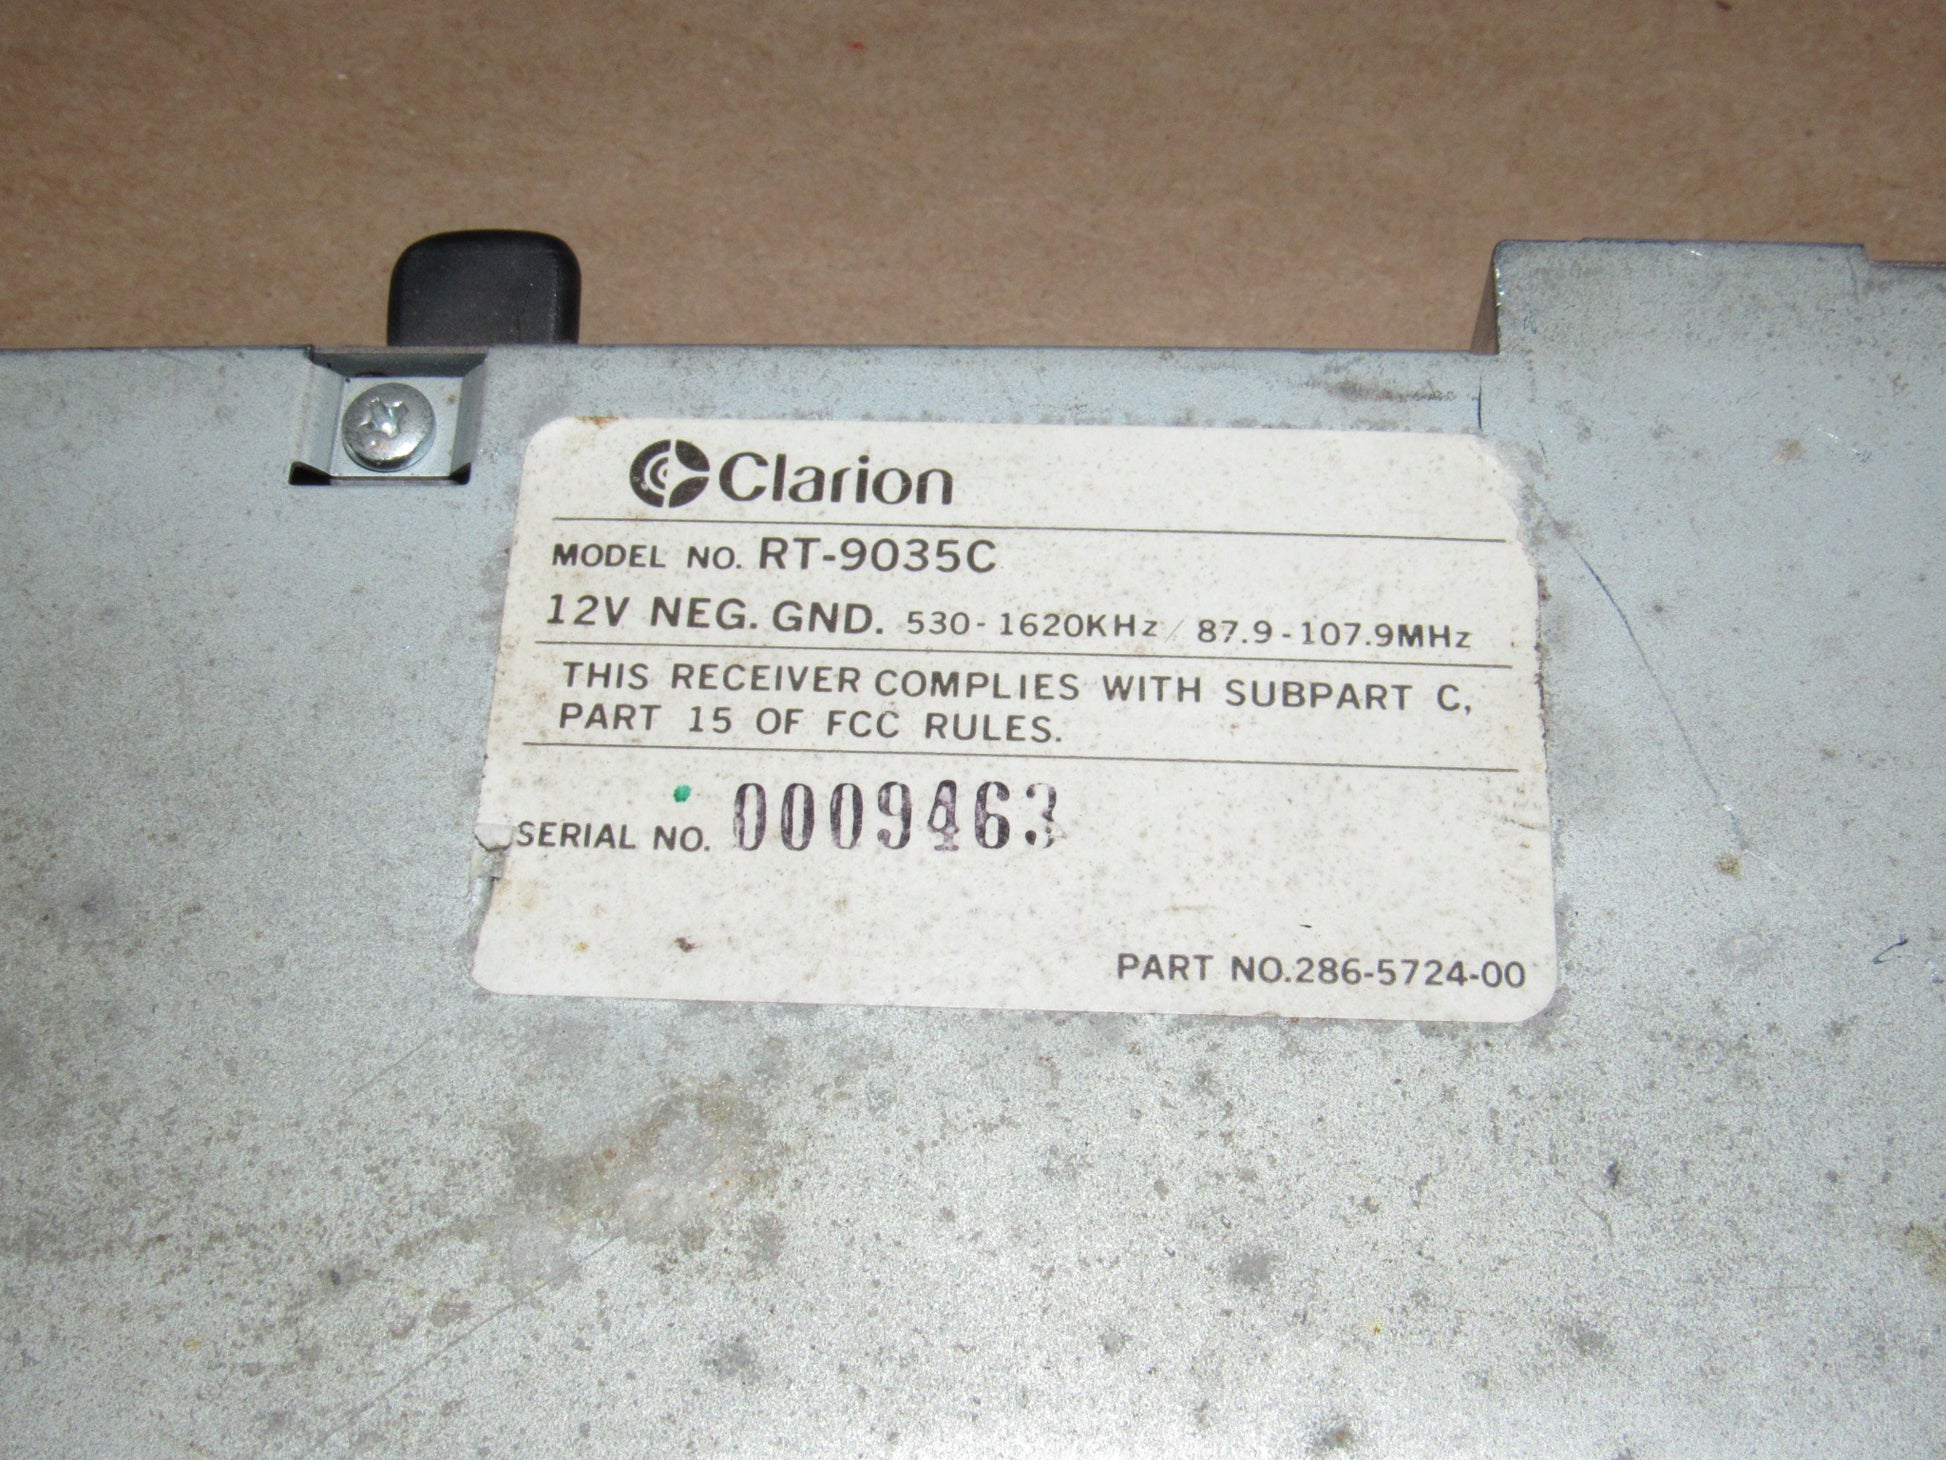 Clarion
MODEL NO. RT-9035C
12V NEG. GND. 530-1620KHz/87.9-107.9MHz
THIS RECEIVER COMPLIES WITH SUBPART C,
PART 15 OF FCC RULES.
SERIAL NO. 0009463
PART NO.286-5724-00